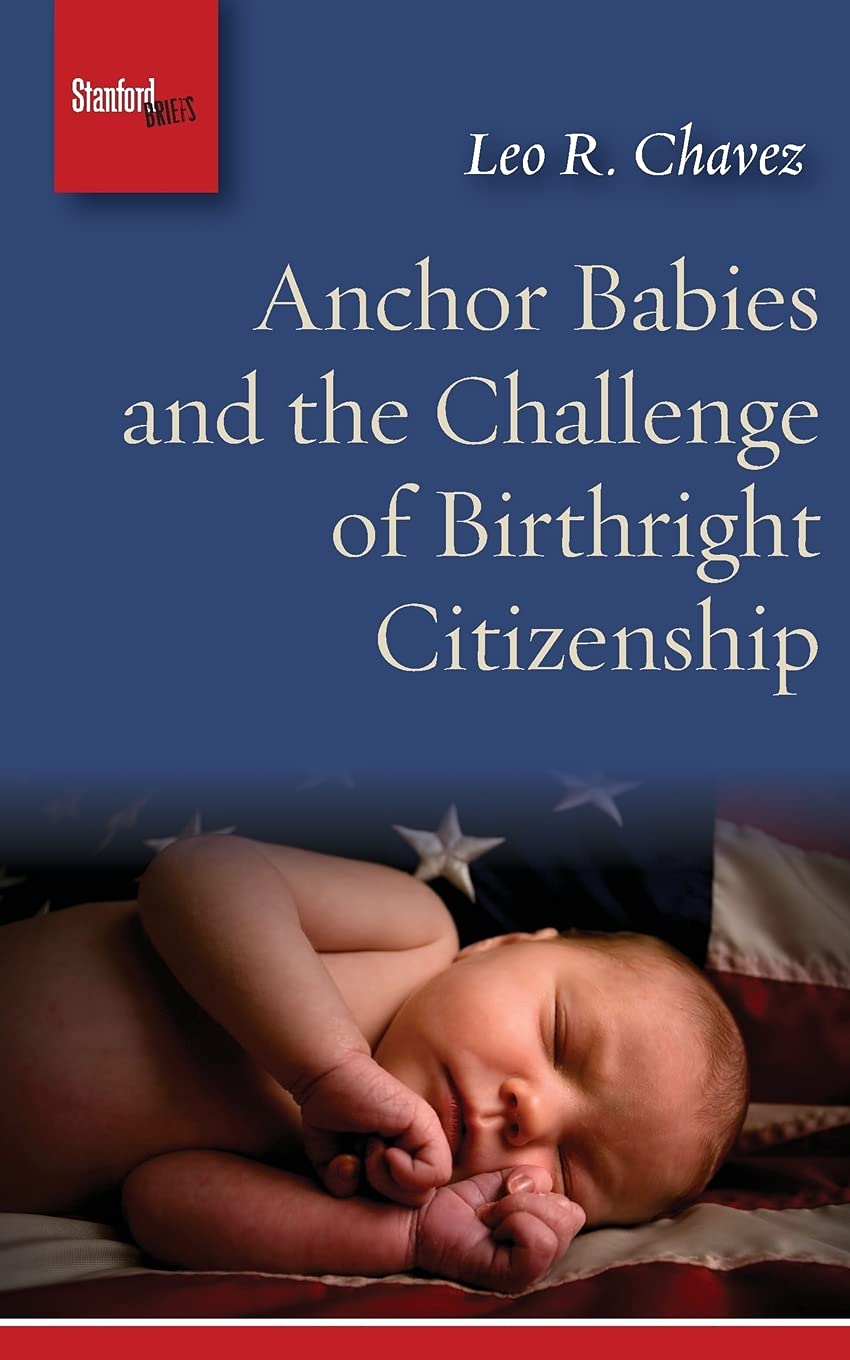 Stanford
BRIEFS
Leo R. Chavez
Anchor Babies
and the Challenge
of Birthright
Citizenship